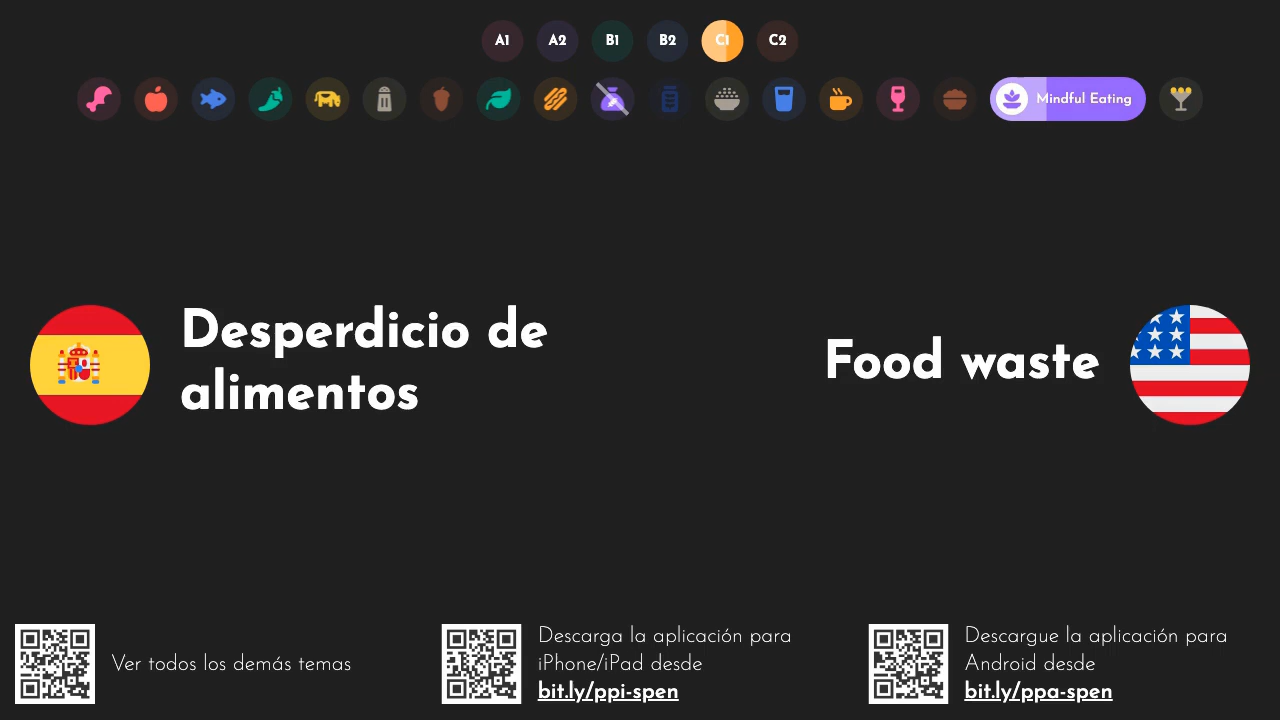 A1 A2 B1 B2 C1 C2
Mindful Eating
Desperdicio de
alimentos
Food waste
Ver todos los demás temas
Descarga la aplicación para
iPhone/iPad desde
bit.ly/ppi-spen
Descargue la aplicación para
Android desde
bit.ly/ppa-spen